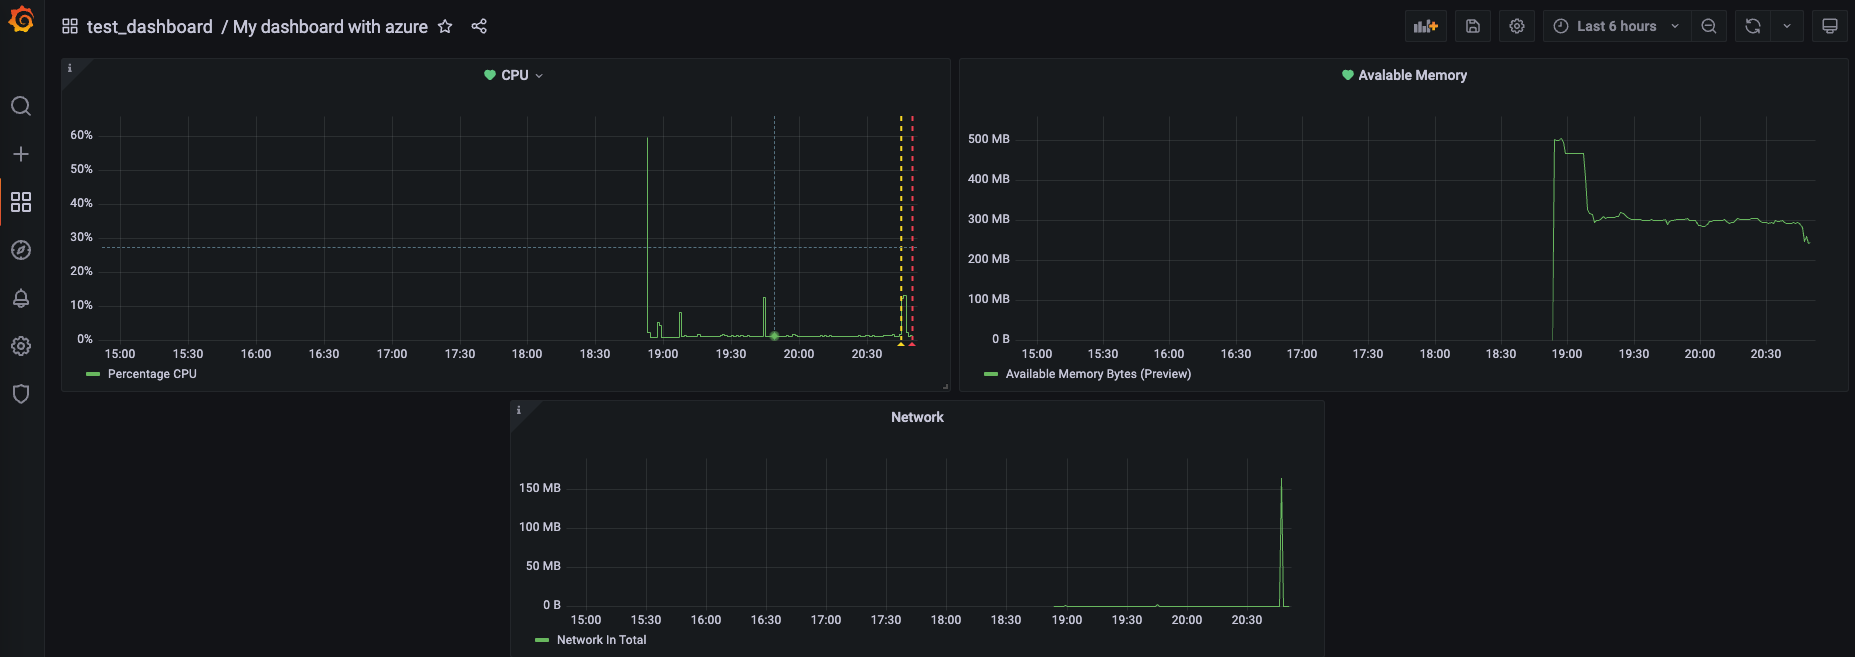 test_dashboard / My dashboard with azure
Last 6 hours
CPU
60%
50%
40%
30%
20%
10%
0%
15:00 15:30 16:00 16:30 17:00 17:30 18:00 18:30 19:00 19:30 20:00 20:30
Percentage CPU
Avalable Memory
500 MB
400 MB
300 MB
200 MB
100 MB
0 B
15:00 15:30 16:00 16:30 17:00 17:30 18:00 18:30 19:00 19:30 20:00 20:30
Available Memory Bytes (Preview)
Network
150 MB
100 MB
50 MB
0 B
15:00 15:30 16:00 16:30 17:00 17:30 18:00 18:30 19:00 19:30 20:00 20:30
Network In Total